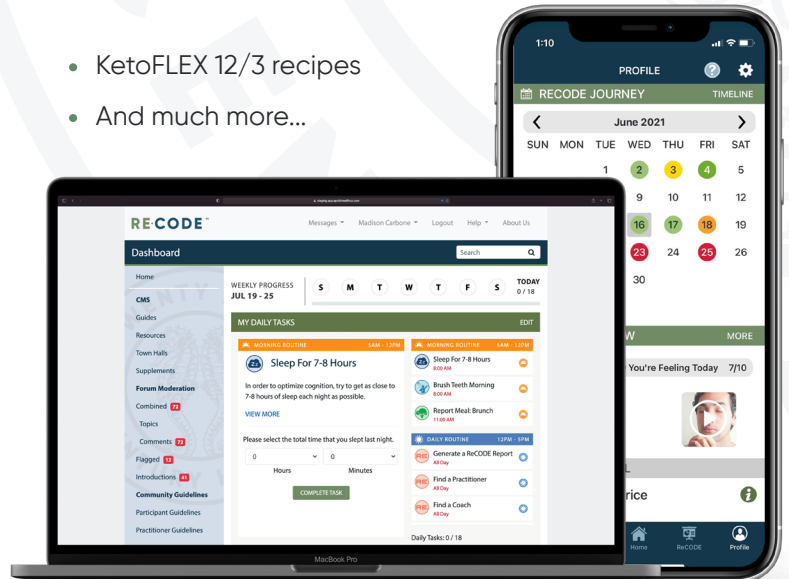 KetoFLEX 12/3 recipes
And much more...
1:10
PROFILE
RECODE JOURNEY TIMELINE
June 2021
SUN MON TUE WED THU FRI SAT
1 2 3 4 5
9 10 11 12
16 17 18 19
23 24 25 26
30
W MORE
You're Feeling Today 7/10
L
rice
Home ReCODE Profile
RE·CODE™
Messages Madison Carbone Logout Help About Us
Dashboard Search
Home
CMS
Guides
Resources
Town Halls
Supplements
Forum Moderation
Combined 72
Topics
Comments 72
Flagged 12
Introductions 41
Community Guidelines
Participant Guidelines
Practitioner Guidelines
WEEKLY PROGRESS
JUL 19 - 25
S M T W T F S
TODAY
0 / 18
MY DAILY TASKS EDIT
MORNING ROUTINE 5AM - 12PM
Sleep For 7-8 Hours
In order to optimize cognition, try to get as close to
7-8 hours of sleep each night as possible.
VIEW MORE
Please select the total time that you slept last night.
0 0
Hours Minutes
COMPLETE TASK
MORNING ROUTINE 5AM - 12PM
Sleep For 7-8 Hours
8:00 AM
Brush Teeth Morning
8:00 AM
Report Meal: Brunch
11:00 AM
DAILY ROUTINE 12PM - 5PM
Generate a ReCODE Report
All Day
Find a Practitioner
All Day
Find a Coach
All Day
Daily Tasks: 0 / 18
MacBook Pro